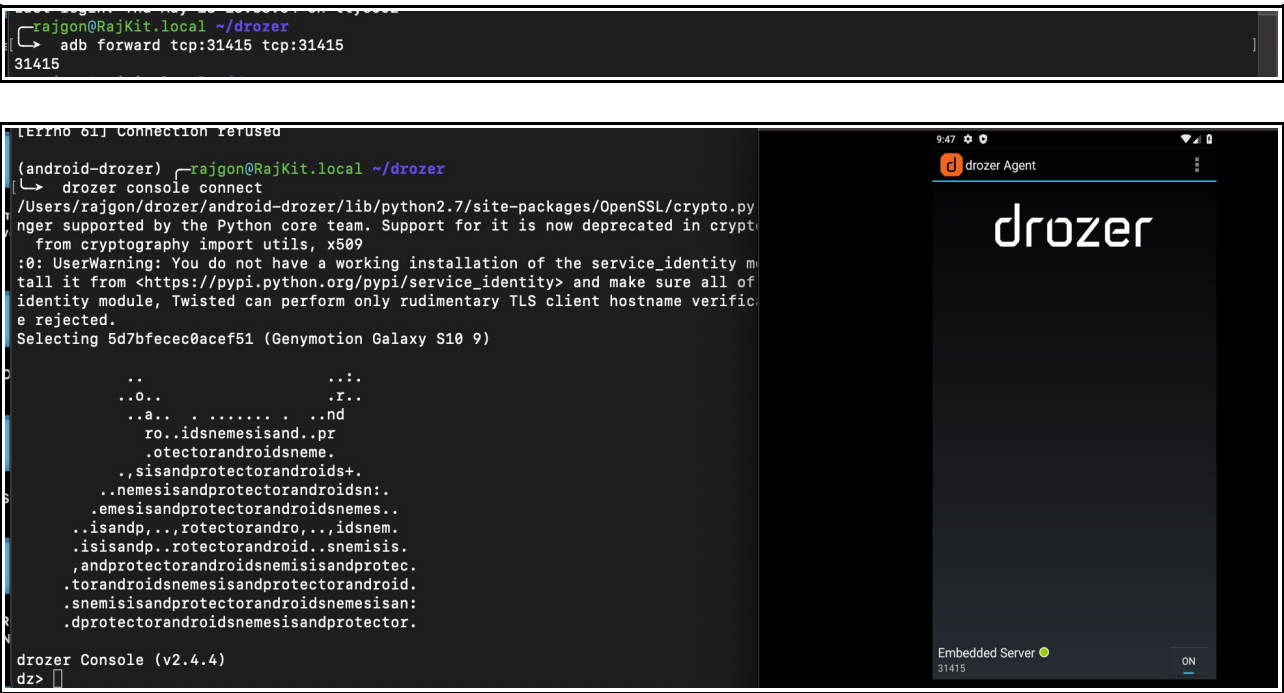 rajgon@RajKit.local ~/drozer
adb forward tcp:31415 tcp:31415
31415
[Errno 61] Connection refused
(android-drozer) rajgon@RajKit.local ~/drozer
drozer console connect
/Users/rajgon/drozer/android-drozer/lib/python2.7/site-packages/OpenSSL/crypto.py
nger supported by the Python core team. Support for it is now deprecated in crypt
from cryptography import utils, x509
:0: UserWarning: You do not have a working installation of the service_identity m
tall it from <https://pypi.python.org/pypi/service_identity> and make sure all of
identity module, Twisted can perform only rudimentary TLS client hostname verific
e rejected.
Selecting 5d7bfecec0acef51 (Genymotion Galaxy S10 9)
..                    ..:.
..o..                   .r..
..a..  . ....... .  ..nd
ro..idsnemesisand..pr
.otectorandroidsneme.
.,sisandprotectorandroids+.
..nemesisandprotectorandroidsn:.
.emesisandprotectorandroidsnemes..
..isandp,..,rotectorandro,..,idsnem.
.isisandp..rotectorandroid..snemisis.
,andprotectorandroidsnemisisandprotec.
.torandroidsnemesisandprotectorandroid.
.snemisisandprotectorandroidsnemesisan:
.dprotectorandroidsnemesisandprotector.
drozer Console (v2.4.4)
dz>
9:47
drozer Agent
drozer
Embedded Server
31415
ON